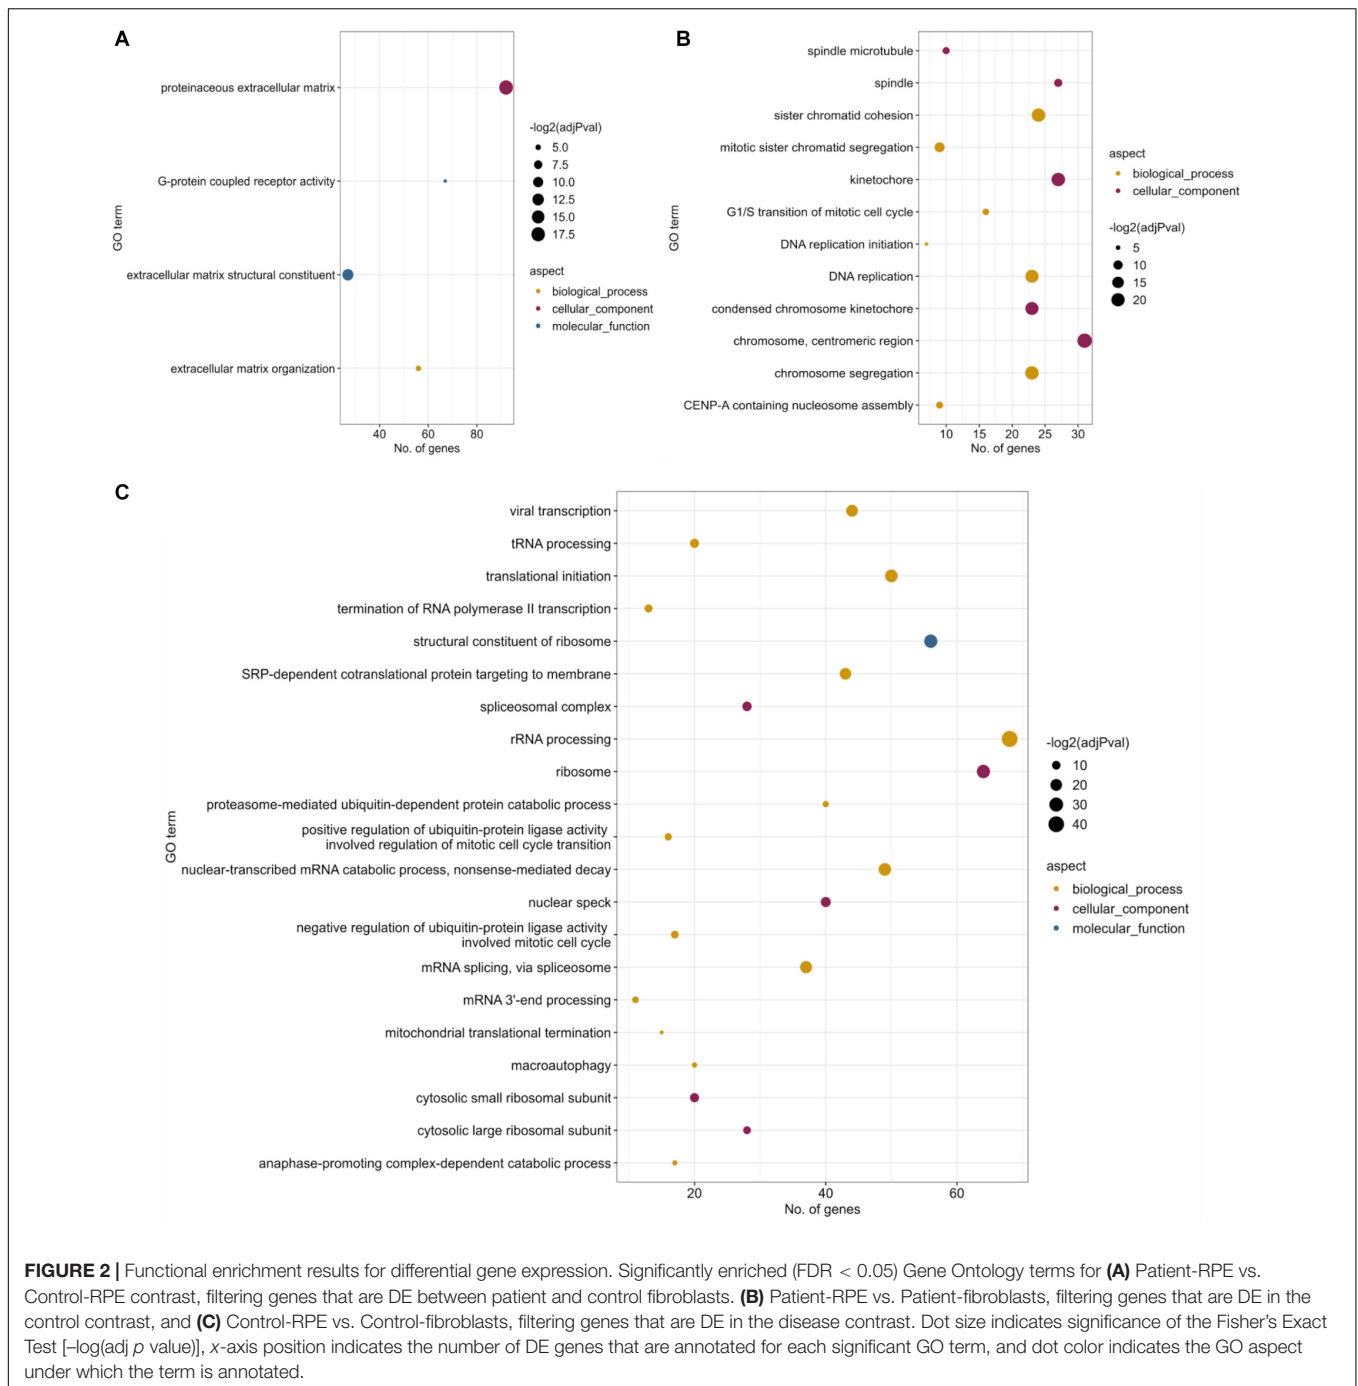 A
proteinaceous extracellular matrix
G-protein coupled receptor activity
extracellular matrix structural constituent
extracellular matrix organization
GO term
40 60 80
No. of genes
-log2(adjPval)
5.0
7.5
10.0
12.5
15.0
17.5
aspect
biological_process
cellular_component
molecular_function
B
spindle microtubule
spindle
sister chromatid cohesion
mitotic sister chromatid segregation
kinetochore
G1/S transition of mitotic cell cycle
DNA replication initiation
DNA replication
condensed chromosome kinetochore
chromosome, centromeric region
chromosome segregation
CENP-A containing nucleosome assembly
GO term
10 15 20 25 30
No. of genes
aspect
biological_process
cellular_component
-log2(adjPval)
5
10
15
20
C
viral transcription
tRNA processing
translational initiation
termination of RNA polymerase II transcription
structural constituent of ribosome
SRP-dependent cotranslational protein targeting to membrane
spliceosomal complex
rRNA processing
ribosome
proteasome-mediated ubiquitin-dependent protein catabolic process
positive regulation of ubiquitin-protein ligase activity
involved regulation of mitotic cell cycle transition
nuclear-transcribed mRNA catabolic process, nonsense-mediated decay
nuclear speck
negative regulation of ubiquitin-protein ligase activity
involved mitotic cell cycle
mRNA splicing, via spliceosome
mRNA 3'-end processing
mitochondrial translational termination
macroautophagy
cytosolic small ribosomal subunit
cytosolic large ribosomal subunit
anaphase-promoting complex-dependent catabolic process
GO term
20 40 60
No. of genes
-log2(adjPval)
10
20
30
40
aspect
biological_process
cellular_component
molecular_function
FIGURE 2 | Functional enrichment results for differential gene expression. Significantly enriched (FDR < 0.05) Gene Ontology terms for (A) Patient-RPE vs.
Control-RPE contrast, filtering genes that are DE between patient and control fibroblasts. (B) Patient-RPE vs. Patient-fibroblasts, filtering genes that are DE in the
control contrast, and (C) Control-RPE vs. Control-fibroblasts, filtering genes that are DE in the disease contrast. Dot size indicates significance of the Fisher's Exact
Test [–log(adj p value)], x-axis position indicates the number of DE genes that are annotated for each significant GO term, and dot color indicates the GO aspect
under which the term is annotated.